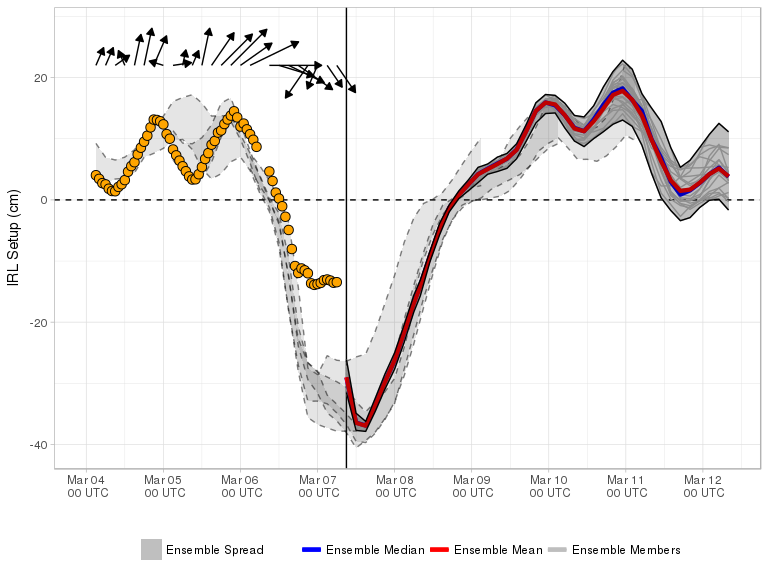 IRL Setup (cm)
20
0
-20
-40
Mar 04 Mar 05 Mar 06 Mar 07 Mar 08 Mar 09 Mar 10 Mar 11 Mar 12
00 UTC 00 UTC 00 UTC 00 UTC 00 UTC 00 UTC 00 UTC 00 UTC 00 UTC
Ensemble Spread Ensemble Median Ensemble Mean Ensemble Members